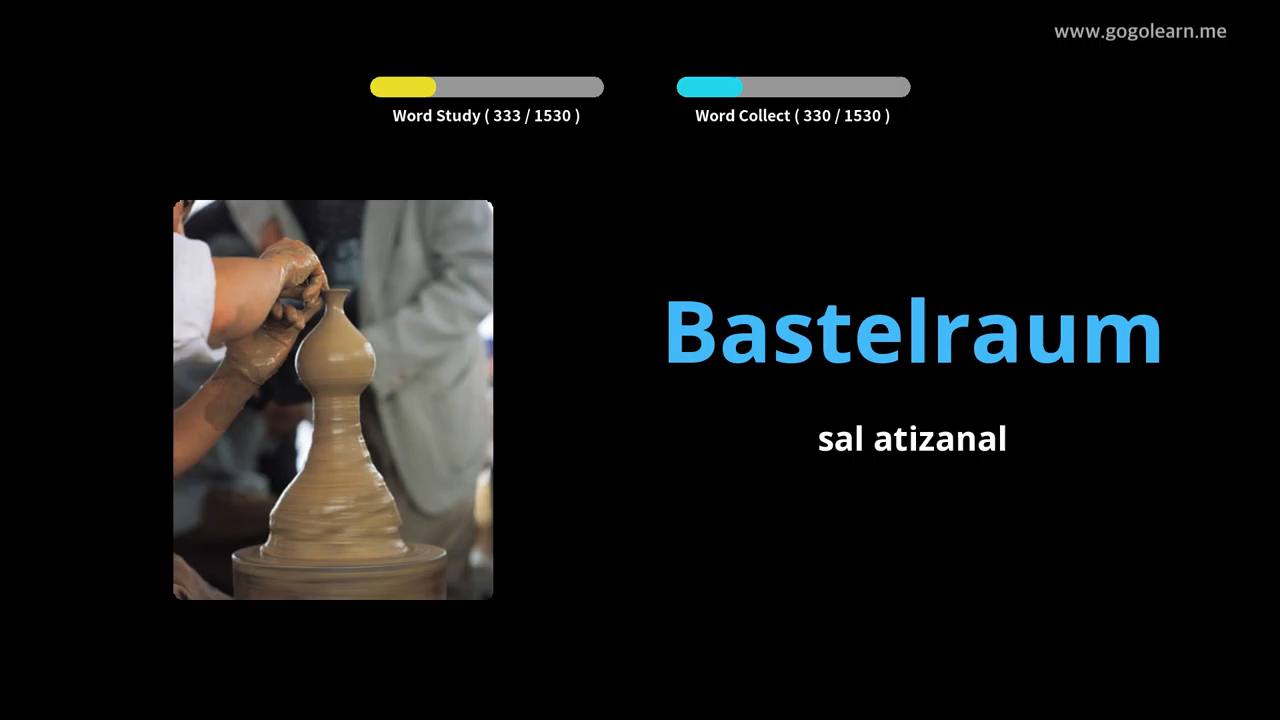 www.gogolearn.me
Word Study ( 333 / 1530 )
Word Collect ( 330 / 1530 )
Bastelraum
sal atizanal